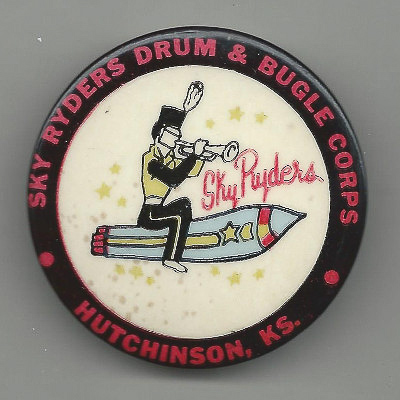 SKY RYDERS DRUM & BUGLE CORPS
Sky Ryders
• HUTCHINSON, KS. •